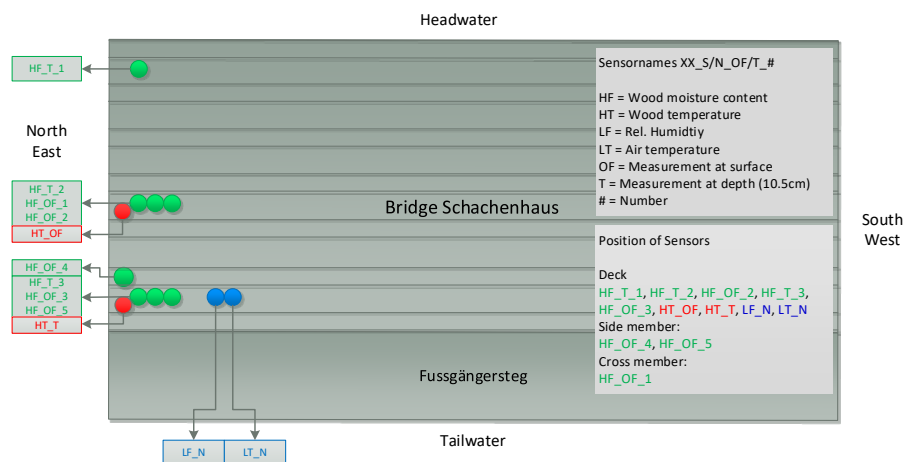 Headwater
HF_T_1
North
East
HF_T_2
HF_OF_1
HF_OF_2
HT_OF
HF_OF_4
HF_T_3
HF_OF_3
HF_OF_5
HT_T
Bridge Schachenhaus
Fussgängersteg
Sensornames XX_S/N_OF/T_#
HF = Wood moisture content
HT = Wood temperature
LF = Rel. Humidtiy
LT = Air temperature
OF = Measurement at surface
T = Measurement at depth (10.5cm)
# = Number
Position of Sensors
Deck
HF_T_1, HF_T_2, HF_OF_2, HF_T_3,
HF_OF_3, HT_OF, HT_T, LF_N, LT_N
Side member:
HF_OF_4, HF_OF_5
Cross member:
HF_OF_1
South
West
Tailwater
LF_N
LT_N